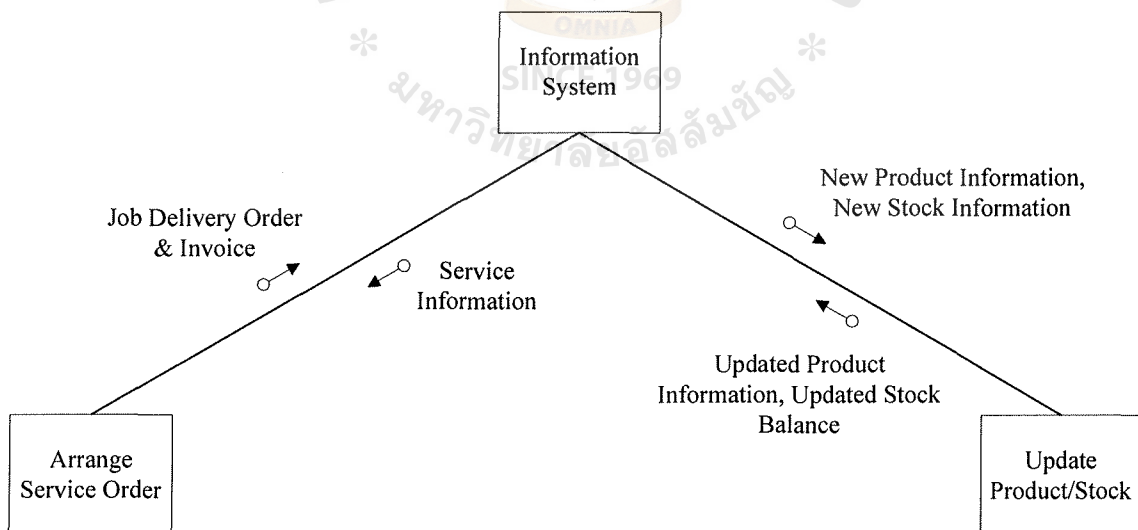 OMNIA
Information
System
SINCE 1969
มหาวิทยาลัยอัสสัมชัญ
New Product Information,
New Stock Information
Job Delivery Order
& Invoice
Service
Information
Updated Product
Information, Updated Stock
Balance
Arrange
Service Order
Update
Product/Stock